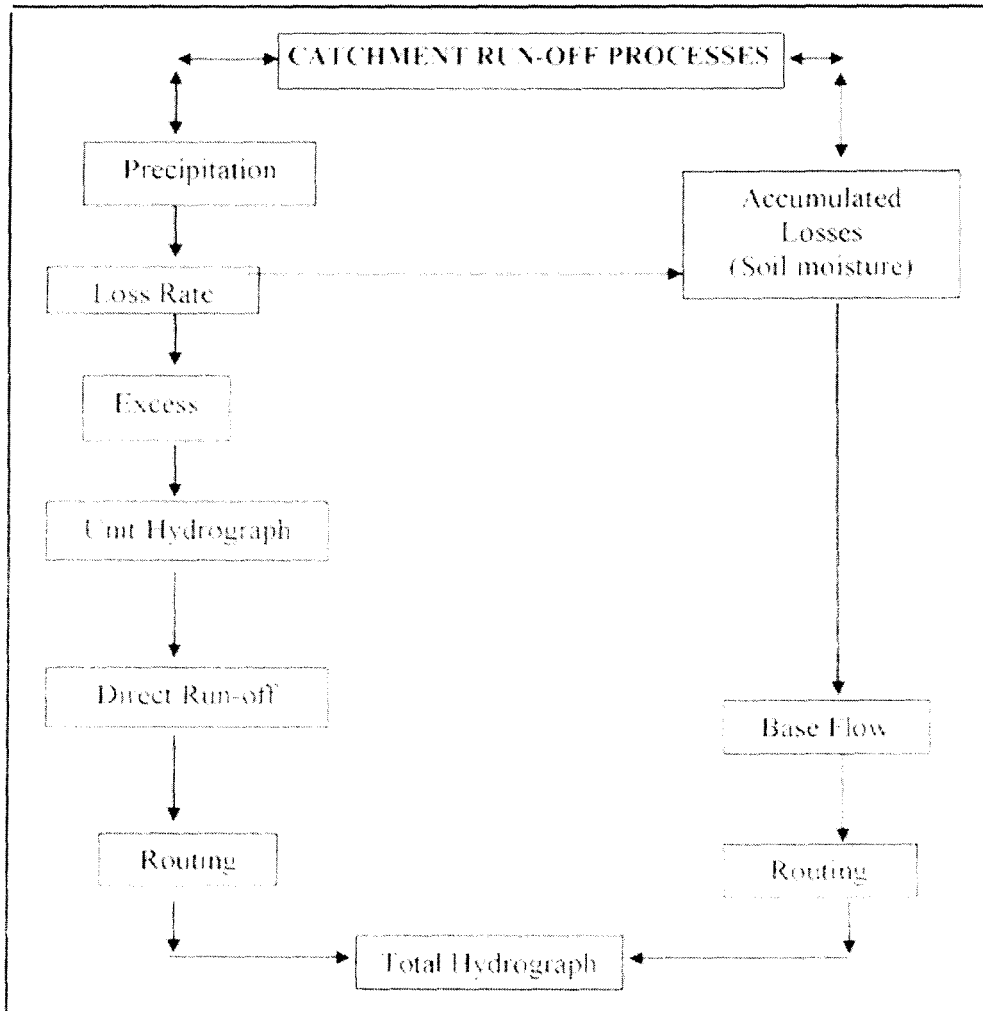 CATCHMENT RUN-OFF PROCESSES
Precipitation
Accumulated
Losses
(Soil moisture)
Loss Rate
Excess
Unit Hydrograph
Direct Run-off
Base Flow
Routing
Routing
Total Hydrograph